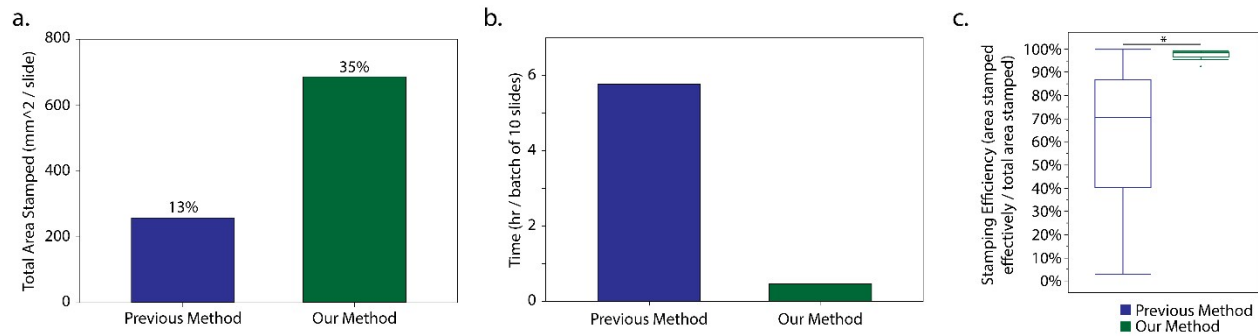 a.
Total Area Stamped (mm^2 / slide)
800
600
400
200
0
13%
35%
Previous Method
Our Method
b.
Time (hr / batch of 10 slides)
6
4
2
0
Previous Method
Our Method
c.
Stamping Efficiency (area stamped
effectively / total area stamped)
100%
90%
80%
70%
60%
50%
40%
30%
20%
10%
0%
*
Previous Method
Our Method